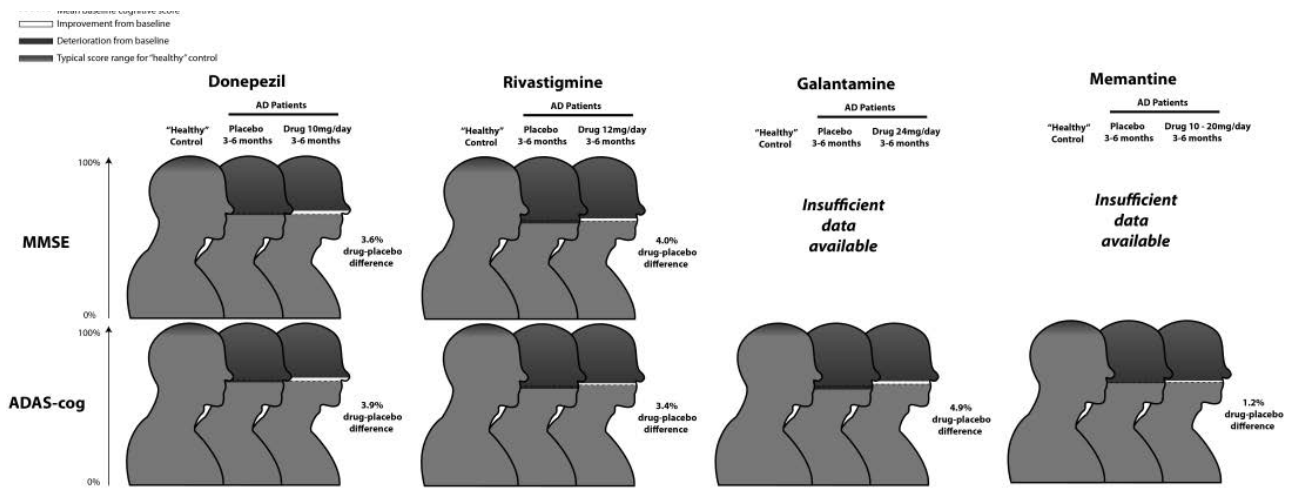 Mean baseline cognitive score
Improvement from baseline
Deterioration from baseline
Typical score range for "healthy" control
Donepezil
AD Patients
"Healthy" Control
Placebo 3-6 months
Drug 10mg/day 3-6 months
Rivastigmine
AD Patients
"Healthy" Control
Placebo 3-6 months
Drug 12mg/day 3-6 months
Galantamine
AD Patients
"Healthy" Control
Placebo 3-6 months
Drug 24mg/day 3-6 months
Memantine
AD Patients
"Healthy" Control
Placebo 3-6 months
Drug 10 - 20mg/day 3-6 months
MMSE
100%
0%
3.6%
drug-placebo
difference
4.0%
drug-placebo
difference
Insufficient
data
available
Insufficient
data
available
ADAS-cog
100%
0%
3.9%
drug-placebo
difference
3.4%
drug-placebo
difference
4.9%
drug-placebo
difference
1.2%
drug-placebo
difference